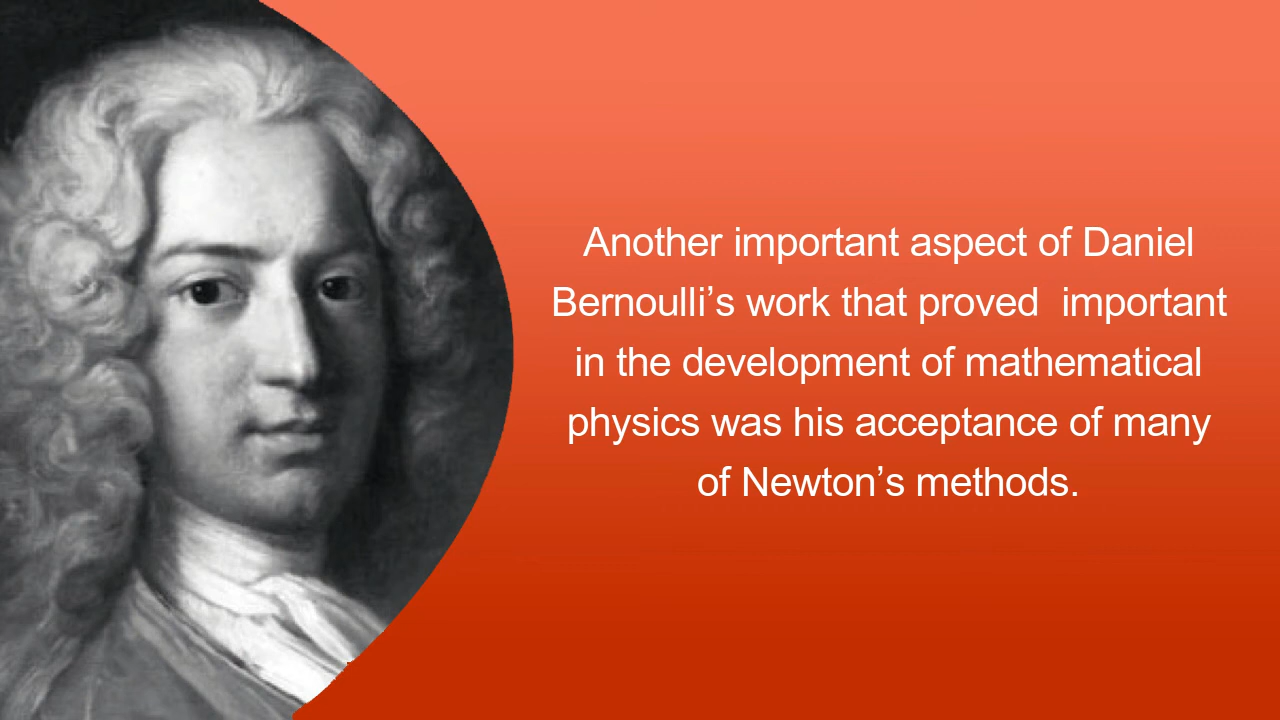 Another important aspect of Daniel
Bernoulli’s work that proved  important
in the development of mathematical
physics was his acceptance of many
of Newton’s methods.